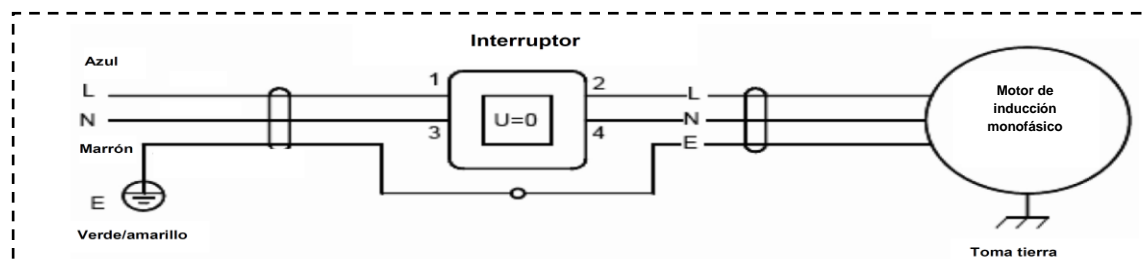 Interruptor
Azul
L
N
Marrón
E
Verde/amarillo
1
3
U=0
2
4
L
N
E
Motor de
inducción
monofásico
Toma tierra